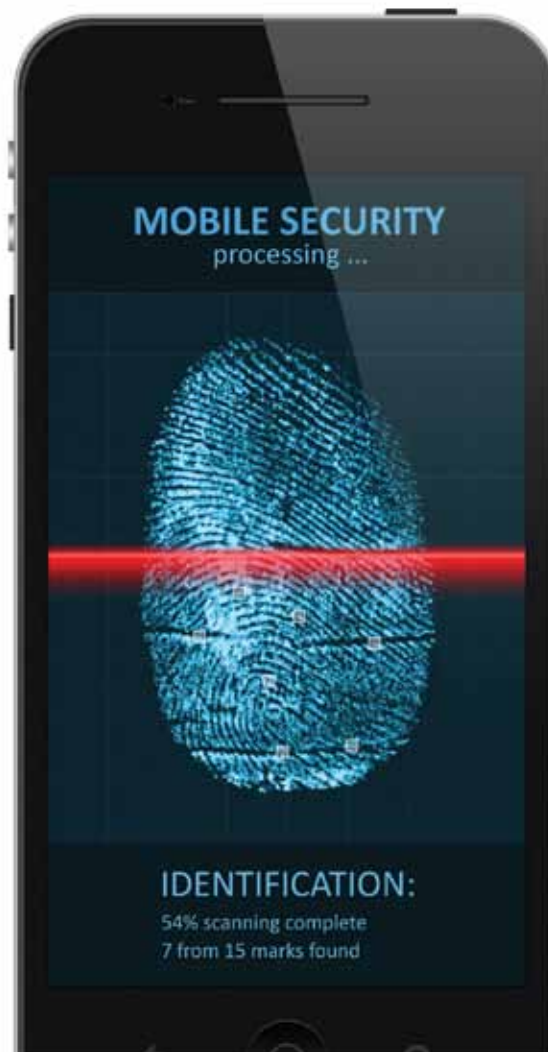 MOBILE SECURITY
processing ...
IDENTIFICATION:
54% scanning complete
7 from 15 marks found